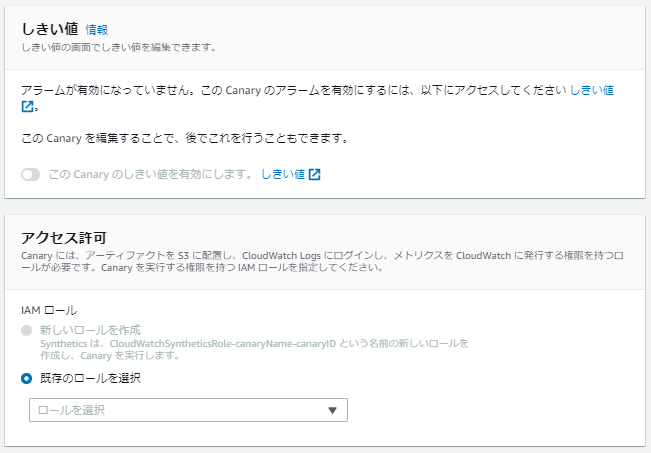 しきい値 情報
しきい値の画面でしきい値を編集できます。
アラームが有効になっていません。この Canary のアラームを有効にするには、以下にアクセスしてください しきい値
。
この Canary を編集することで、後でこれを行うこともできます。
この Canary のしきい値を有効にします。 しきい値
アクセス許可
Canary には、アーティファクトを S3 に配置し、CloudWatch Logs にログインし、メトリクスを CloudWatch に発行する権限を持つロ
ールが必要です。Canary を実行する権限を持つ IAM ロールを指定してください。
IAM ロール
新しいロールを作成
Synthetics は、CloudWatchSyntheticsRole-canaryName-canaryID という名前の新しいロールを
作成し、Canary を実行します。
既存のロールを選択
ロールを選択